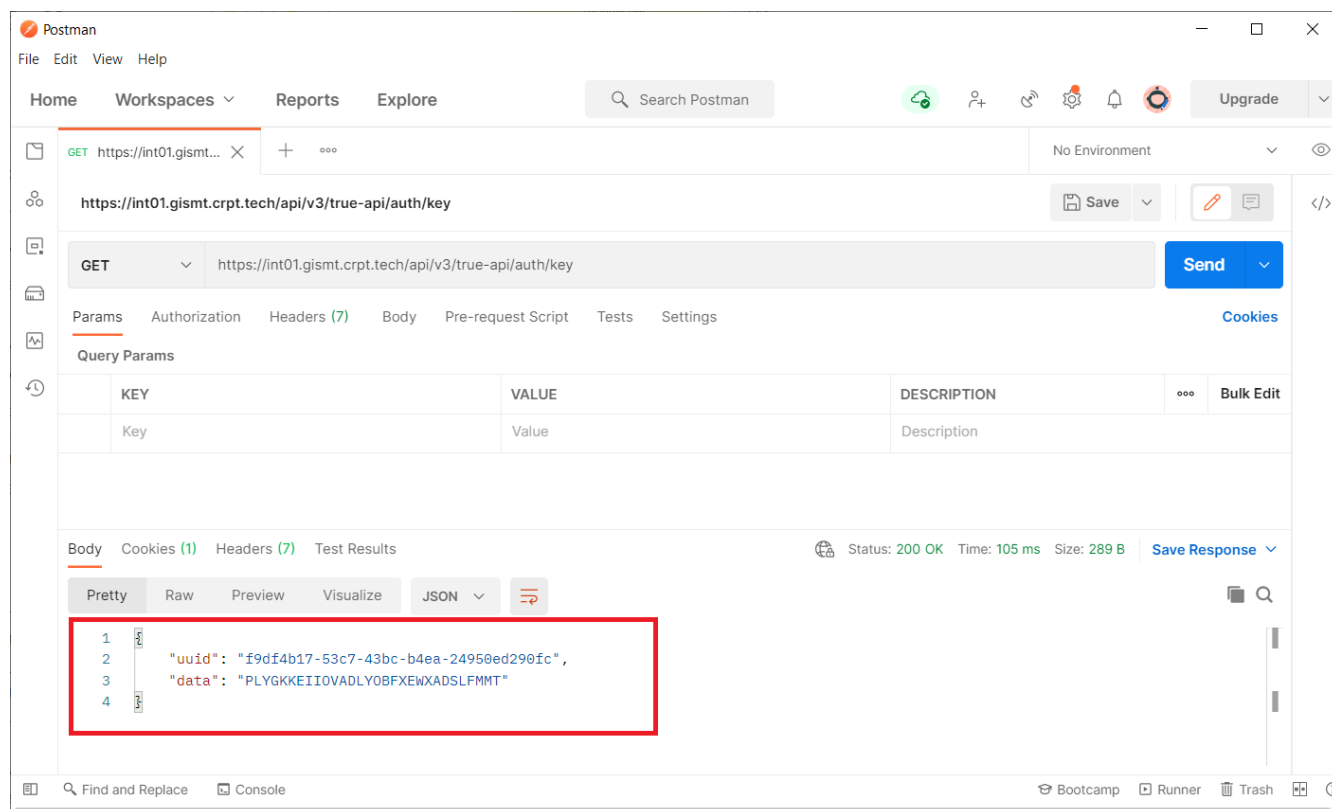 Postman
File Edit View Help
Home Workspaces Reports Explore Search Postman Upgrade
GET https://int01.gismt... No Environment
https://int01.gismt.crpt.tech/api/v3/true-api/auth/key Save
GET https://int01.gismt.crpt.tech/api/v3/true-api/auth/key Send
Params Authorization Headers (7) Body Pre-request Script Tests Settings Cookies
Query Params
KEY VALUE DESCRIPTION Bulk Edit
Key Value Description
Body Cookies (1) Headers (7) Test Results Status: 200 OK Time: 105 ms Size: 289 B Save Response
Pretty Raw Preview Visualize JSON
1 {
2 "uuid": "f9df4b17-53c7-43bc-b4ea-24950ed290fc",
3 "data": "PLYGKKEIIOVADLYOBFXEWXADSLFMMT"
4 }
Find and Replace Console Bootcamp Runner Trash